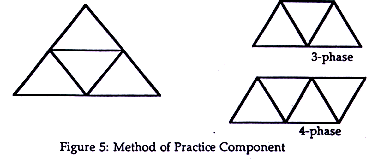 3-phase
4-phase
Figure 5: Method of Practice Component